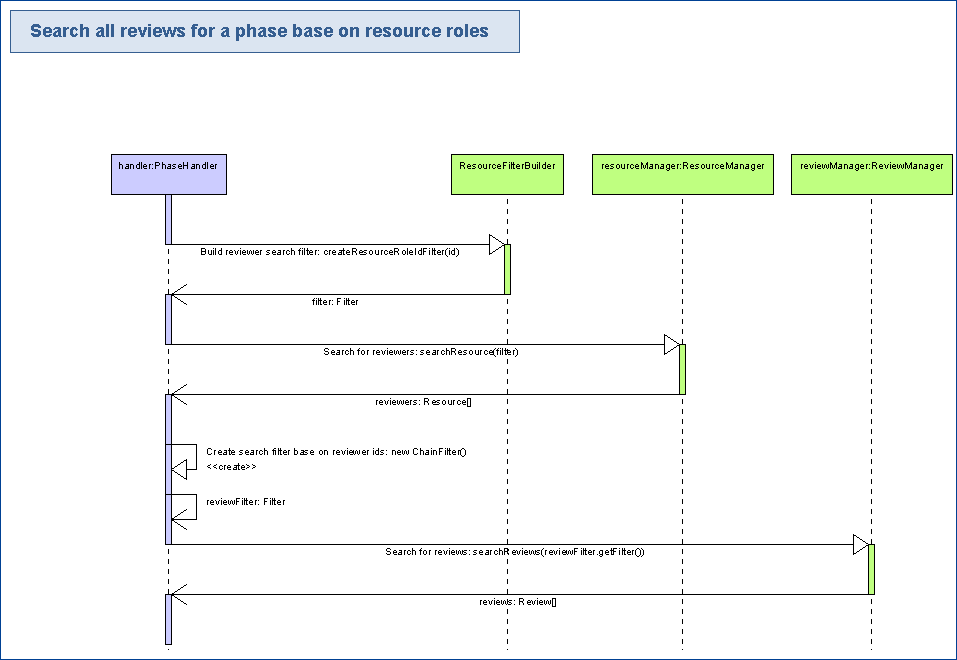 Search all reviews for a phase base on resource roles
handler:PhaseHandler
ResourceFilterBuilder
resourceManager:ResourceManager
reviewManager:ReviewManager
Build reviewer search filter: createResourceRoleIdFilter(id)
filter: Filter
Search for reviewers: searchResource(filter)
reviewers: Resource[]
Create search filter base on reviewer ids: new ChainFilter()
<<create>>
reviewFilter: Filter
Search for reviews: searchReviews(reviewFilter.getFilter())
reviews: Review[]